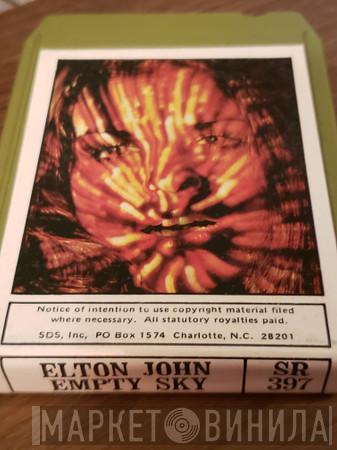 Notice of intention to use copyright material filed
where necessary. All statutory royalties paid.
SDS, Inc, PO Box 1574 Charlotte, N.C. 28201
ELTON JOHN
EMPTY SKY
SR
397
МАРКЕТ ВИНИЛА